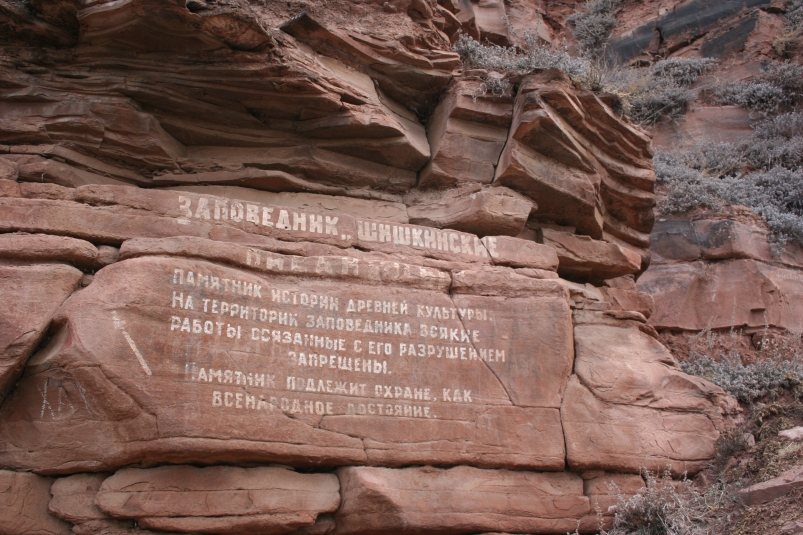 ЗАПОВЕДНИК „ШИШКИНСКИЕ
ПАМЯТНИК ИСТОРИИ ДРЕВНЕЙ КУЛЬТУРЫ.
НА ТЕРРИТОРИК ЗАПОВЕДНИКА ВСЯКИЕ
РАБОТЫ СВЯЗАННЫЕ С ЕГО РАЗРУШЕНИЕМ
ЗАПРЕЩЕНЫ.
ПАМЯТНИК ПОДЛЕЖИТ ОХРАНЕ, КАК
ВСЕНАРОДНОЕ ДОСТОЯНИЕ.